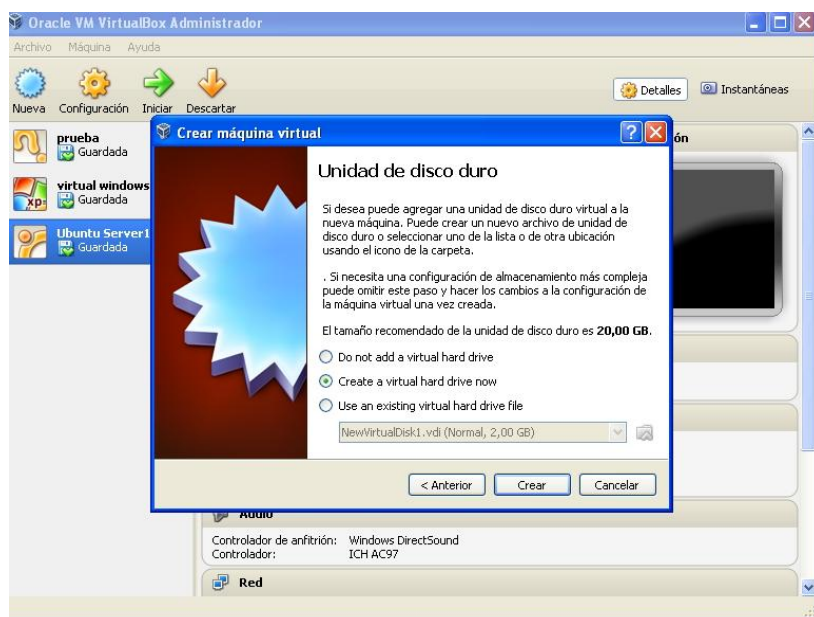 Oracle VM VirtualBox Administrador
Archivo Máquina Ayuda
Nueva Configuración Iniciar Descartar
Detalles Instantáneas
prueba
Guardada
virtual windows
Guardada
Ubuntu Server1
Guardada
Crear máquina virtual
ón
Unidad de disco duro
Si desea puede agregar una unidad de disco duro virtual a la
nueva máquina. Puede crear un nuevo archivo de unidad de
disco duro o seleccionar uno de la lista o de otra ubicación
usando el icono de la carpeta.
. Si necesita una configuración de almacenamiento más compleja
puede omitir este paso y hacer los cambios a la configuración de
la máquina virtual una vez creada.
El tamaño recomendado de la unidad de disco duro es 20,00 GB.
Do not add a virtual hard drive
Create a virtual hard drive now
Use an existing virtual hard drive file
NewVirtualDisk1.vdi (Normal, 2,00 GB)
< Anterior Crear Cancelar
Audio
Controlador de anfitrión: Windows DirectSound
Controlador: ICH AC97
Red